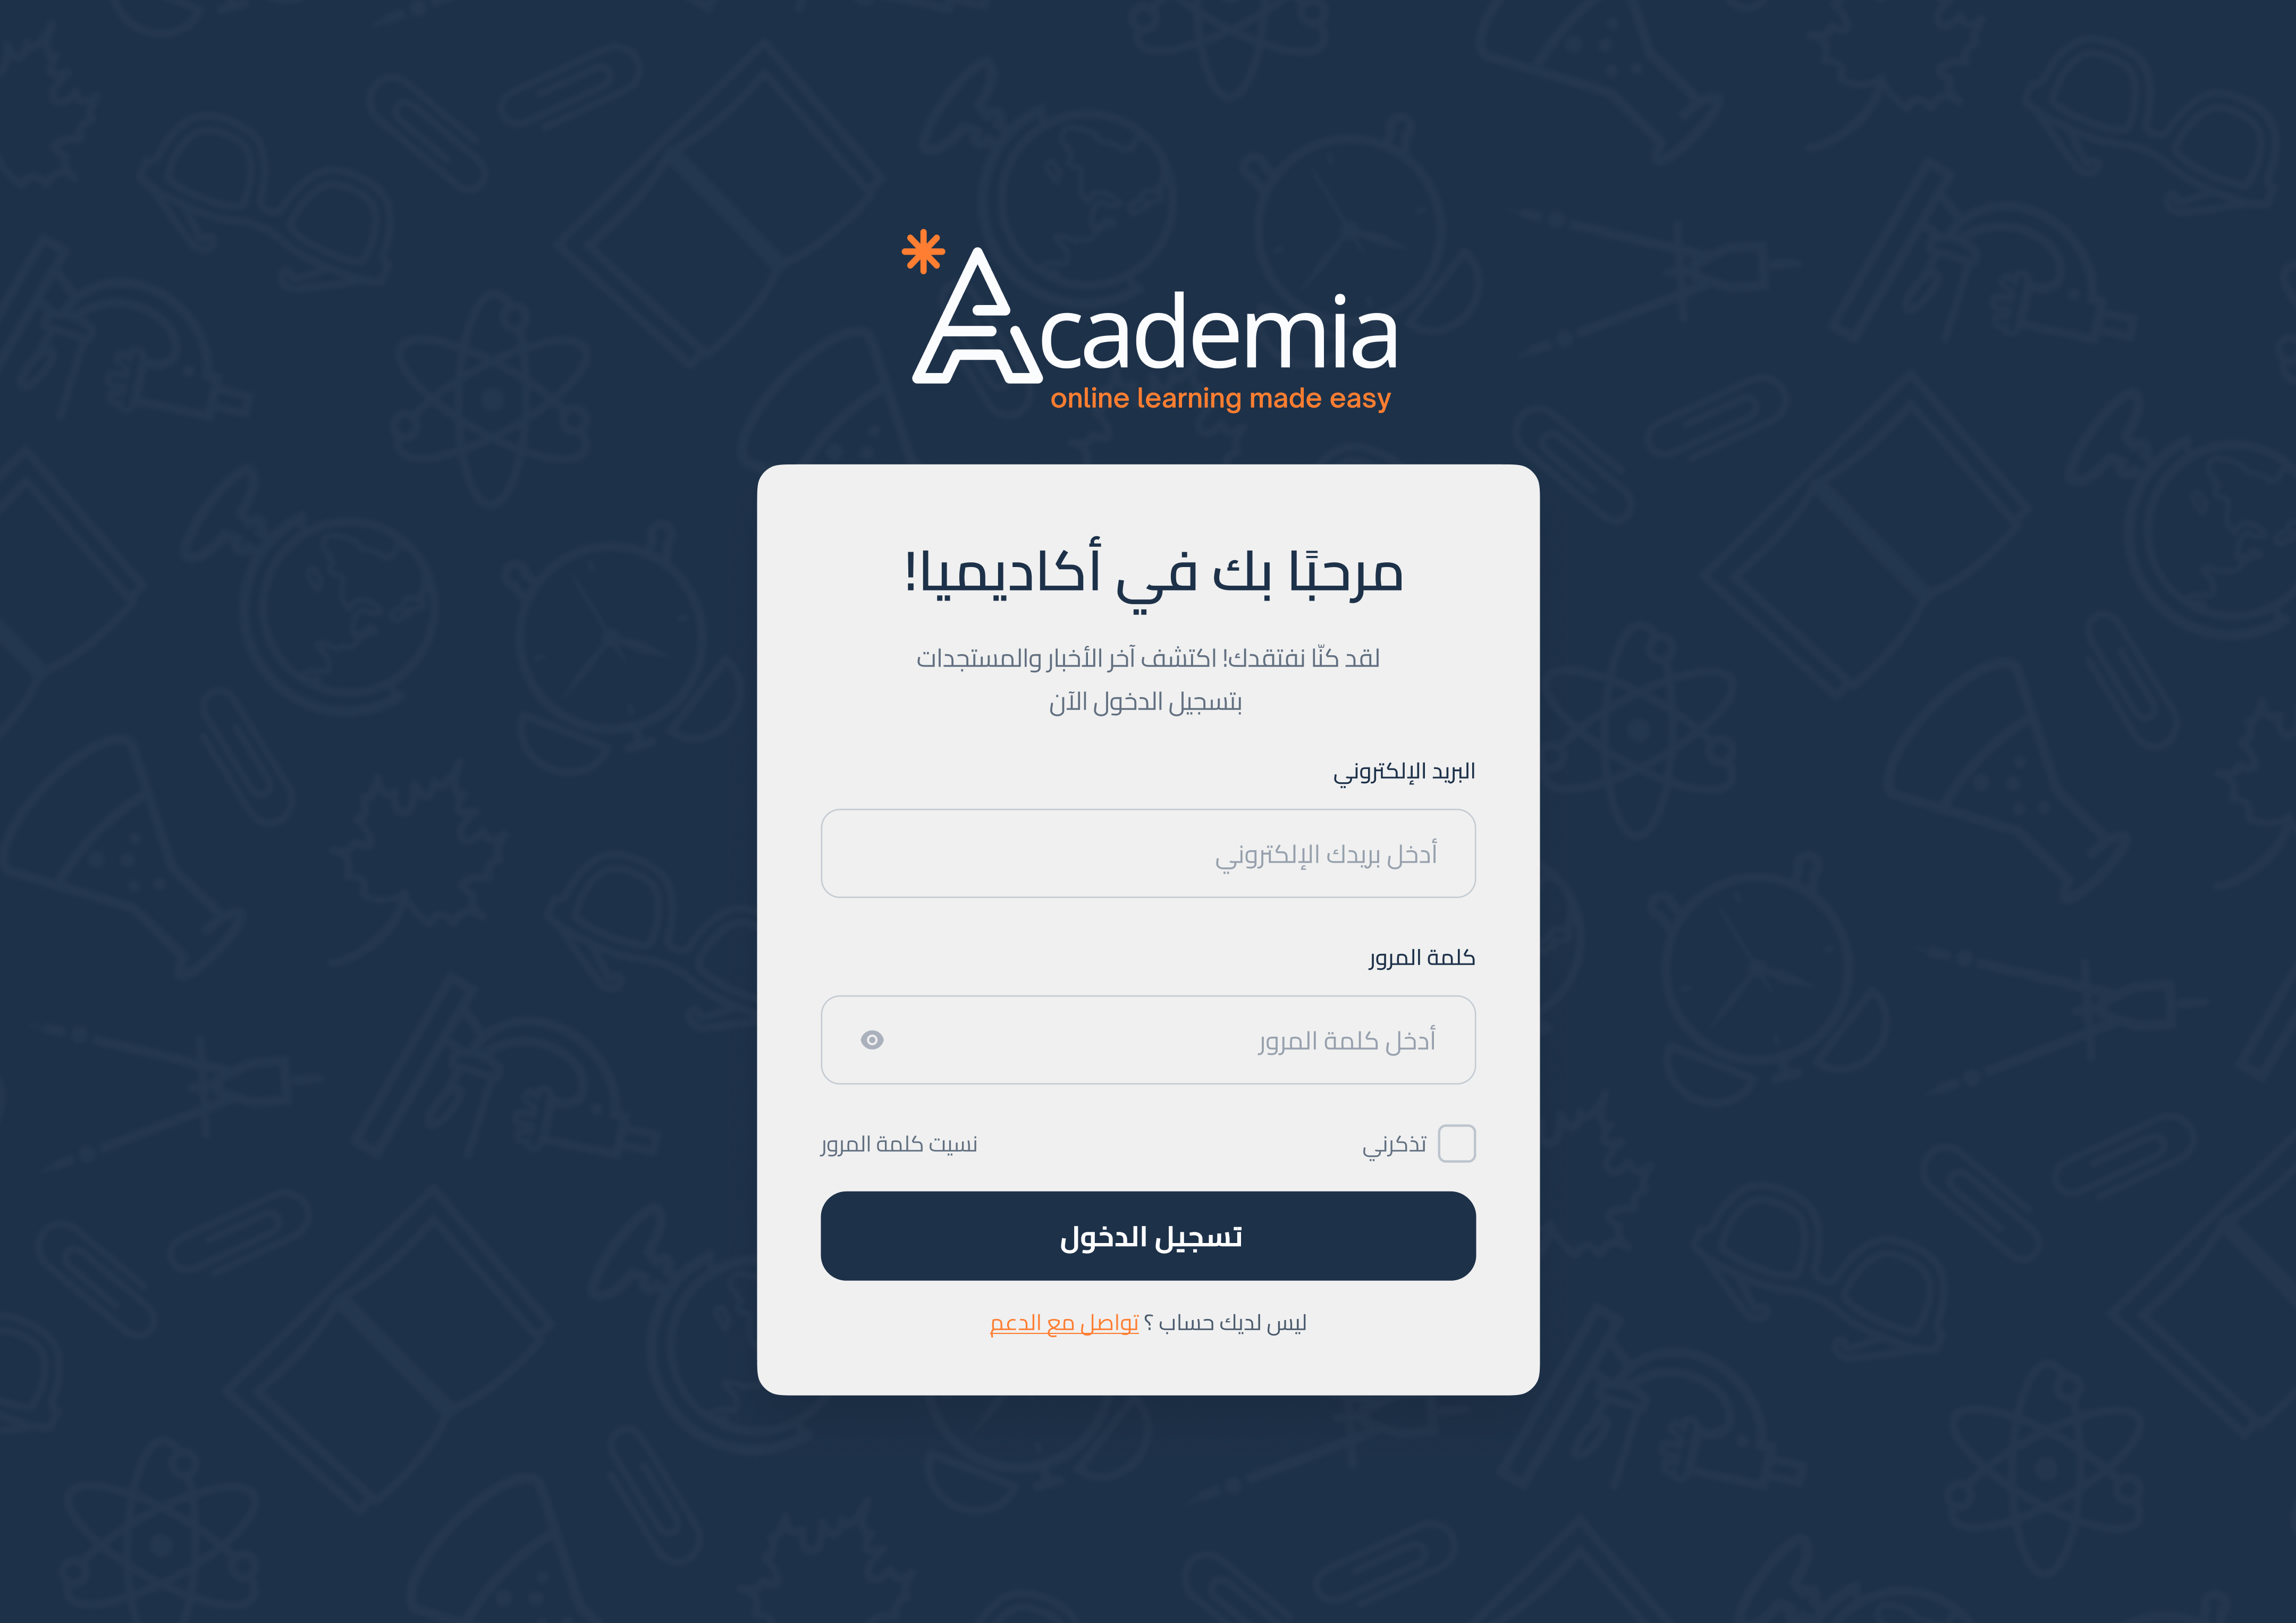 Academia
online learning made easy
مرحبًا بك في أكاديميا!
لقد كنّا نفتقدك! اكتشف آخر الأخبار والمستجدات
بتسجيل الدخول الآن
البريد الإلكتروني
أدخل بريدك الإلكتروني
كلمة المرور
أدخل كلمة المرور
تذكرني
نسيت كلمة المرور
تسجيل الدخول
ليس لديك حساب ؟ تواصل مع الدعم